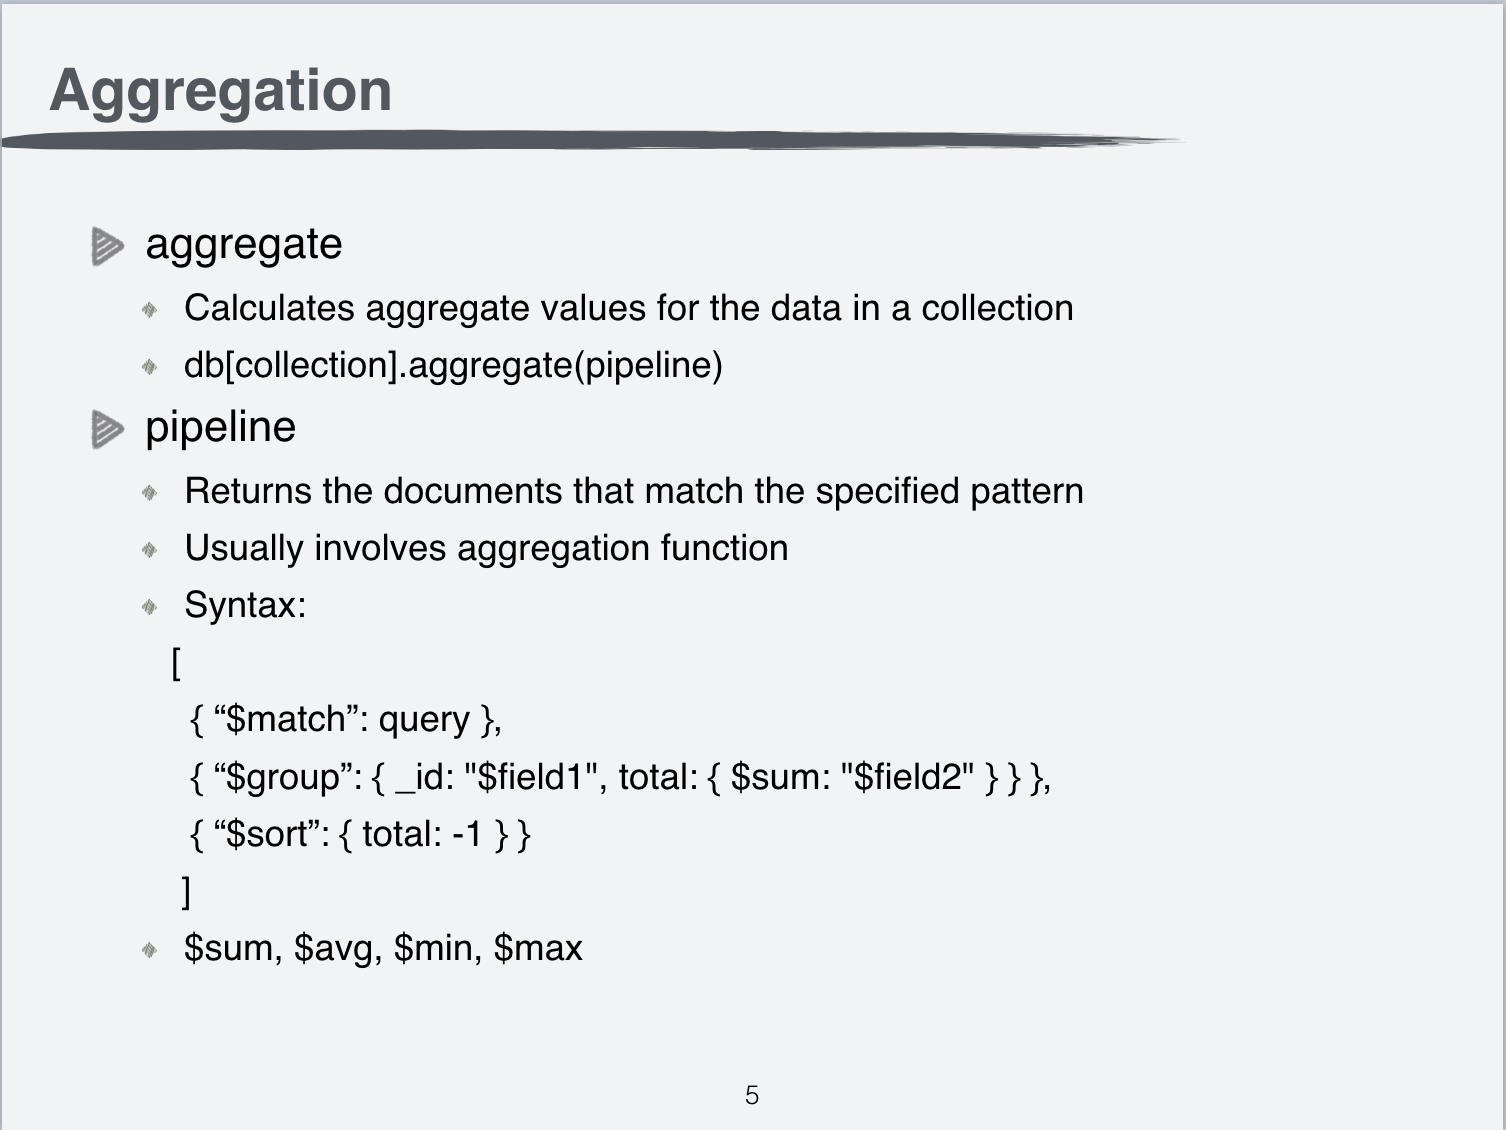 Aggregation
aggregate
Calculates aggregate values for the data in a collection
db[collection].aggregate(pipeline)
pipeline
Returns the documents that match the specified pattern
Usually involves aggregation function
Syntax:
[
{ “$match”: query },
{ “$group”: { _id: "$field1", total: { $sum: "$field2" } } },
{ “$sort”: { total: -1 } }
]
$sum, $avg, $min, $max
5